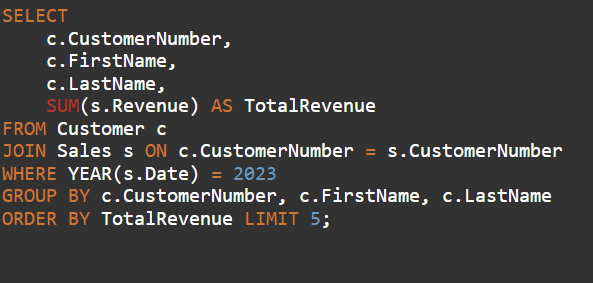 SELECT
    c.CustomerNumber,
    c.FirstName,
    c.LastName,
    SUM(s.Revenue) AS TotalRevenue
FROM Customer c
JOIN Sales s ON c.CustomerNumber = s.CustomerNumber
WHERE YEAR(s.Date) = 2023
GROUP BY c.CustomerNumber, c.FirstName, c.LastName
ORDER BY TotalRevenue LIMIT 5;